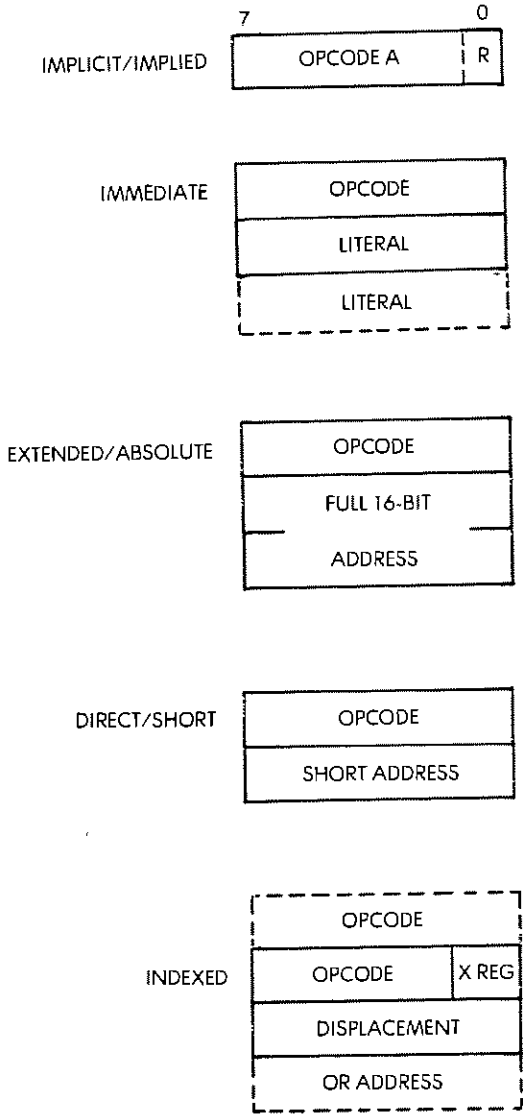 7 0
IMPLICIT/IMPLIED OPCODE A R
IMMEDIATE OPCODE
LITERAL
LITERAL
EXTENDED/ABSOLUTE OPCODE
FULL 16-BIT
ADDRESS
DIRECT/SHORT OPCODE
SHORT ADDRESS
OPCODE
INDEXED OPCODE X REG
DISPLACEMENT
OR ADDRESS